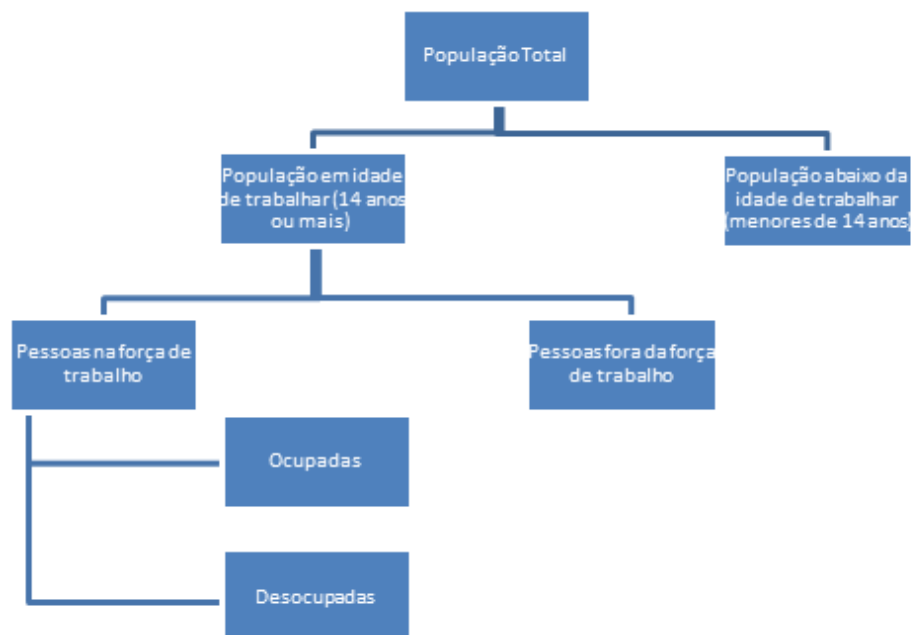 População Total
População em idade
de trabalhar (14 anos
ou mais)
População abaixo da
idade de trabalhar
(menores de 14 anos)
Pessoas na força de
trabalho
Pessoas fora da força
de trabalho
Ocupadas
Desocupadas